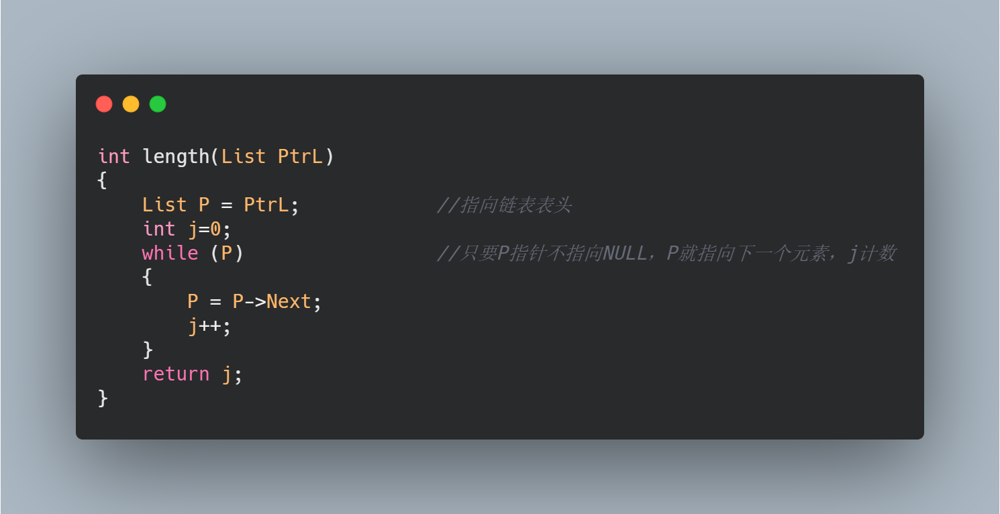 int length(List PtrL)
{
    List P = PtrL;            //指向链表表头
    int j=0;
    while (P)                 //只要P指针不指向NULL，P就指向下一个元素，j计数
    {
        P = P->Next;
        j++;
    }
    return j;
}